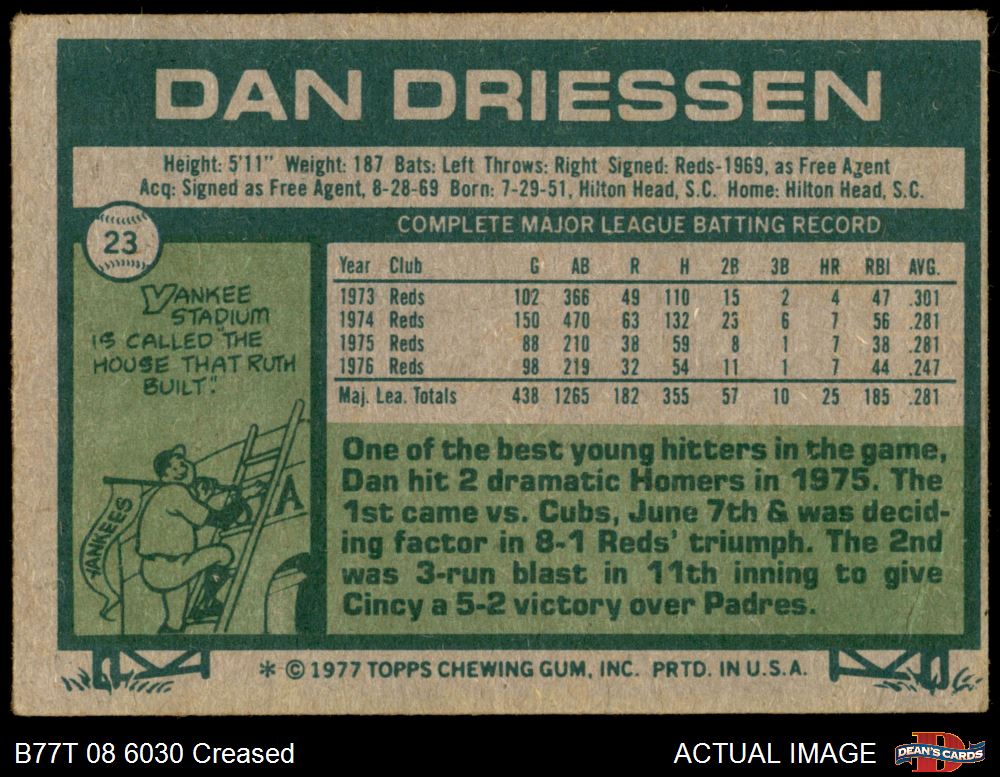 DAN DRIESSEN
Height: 5'11" Weight: 187 Bats: Left Throws: Right Signed: Reds-1969, as Free Agent
Acq: Signed as Free Agent, 8-28-69 Born: 7-29-51, Hilton Head, S.C. Home: Hilton Head, S.C.
23
YANKEE
STADIUM
IS CALLED "THE
HOUSE THAT RUTH
BUILT."
YANKEES
A
COMPLETE MAJOR LEAGUE BATTING RECORD
Year Club G AB R H 2B 3B HR RBI AVG.
1973 Reds 102 366 49 110 15 2 4 47 .301
1974 Reds 150 470 63 132 23 6 7 56 .281
1975 Reds 88 210 38 59 8 1 7 38 .281
1976 Reds 98 219 32 54 11 1 7 44 .247
Maj. Lea. Totals 438 1265 182 355 57 10 25 185 .281
One of the best young hitters in the game,
Dan hit 2 dramatic Homers in 1975. The
1st came vs. Cubs, June 7th & was decid-
ing factor in 8-1 Reds' triumph. The 2nd
was 3-run blast in 11th inning to give
Cincy a 5-2 victory over Padres.
* © 1977 TOPPS CHEWING GUM, INC. PRTD. IN U.S.A.
B77T 08 6030 Creased
ACTUAL IMAGE
DEAN'S CARDS